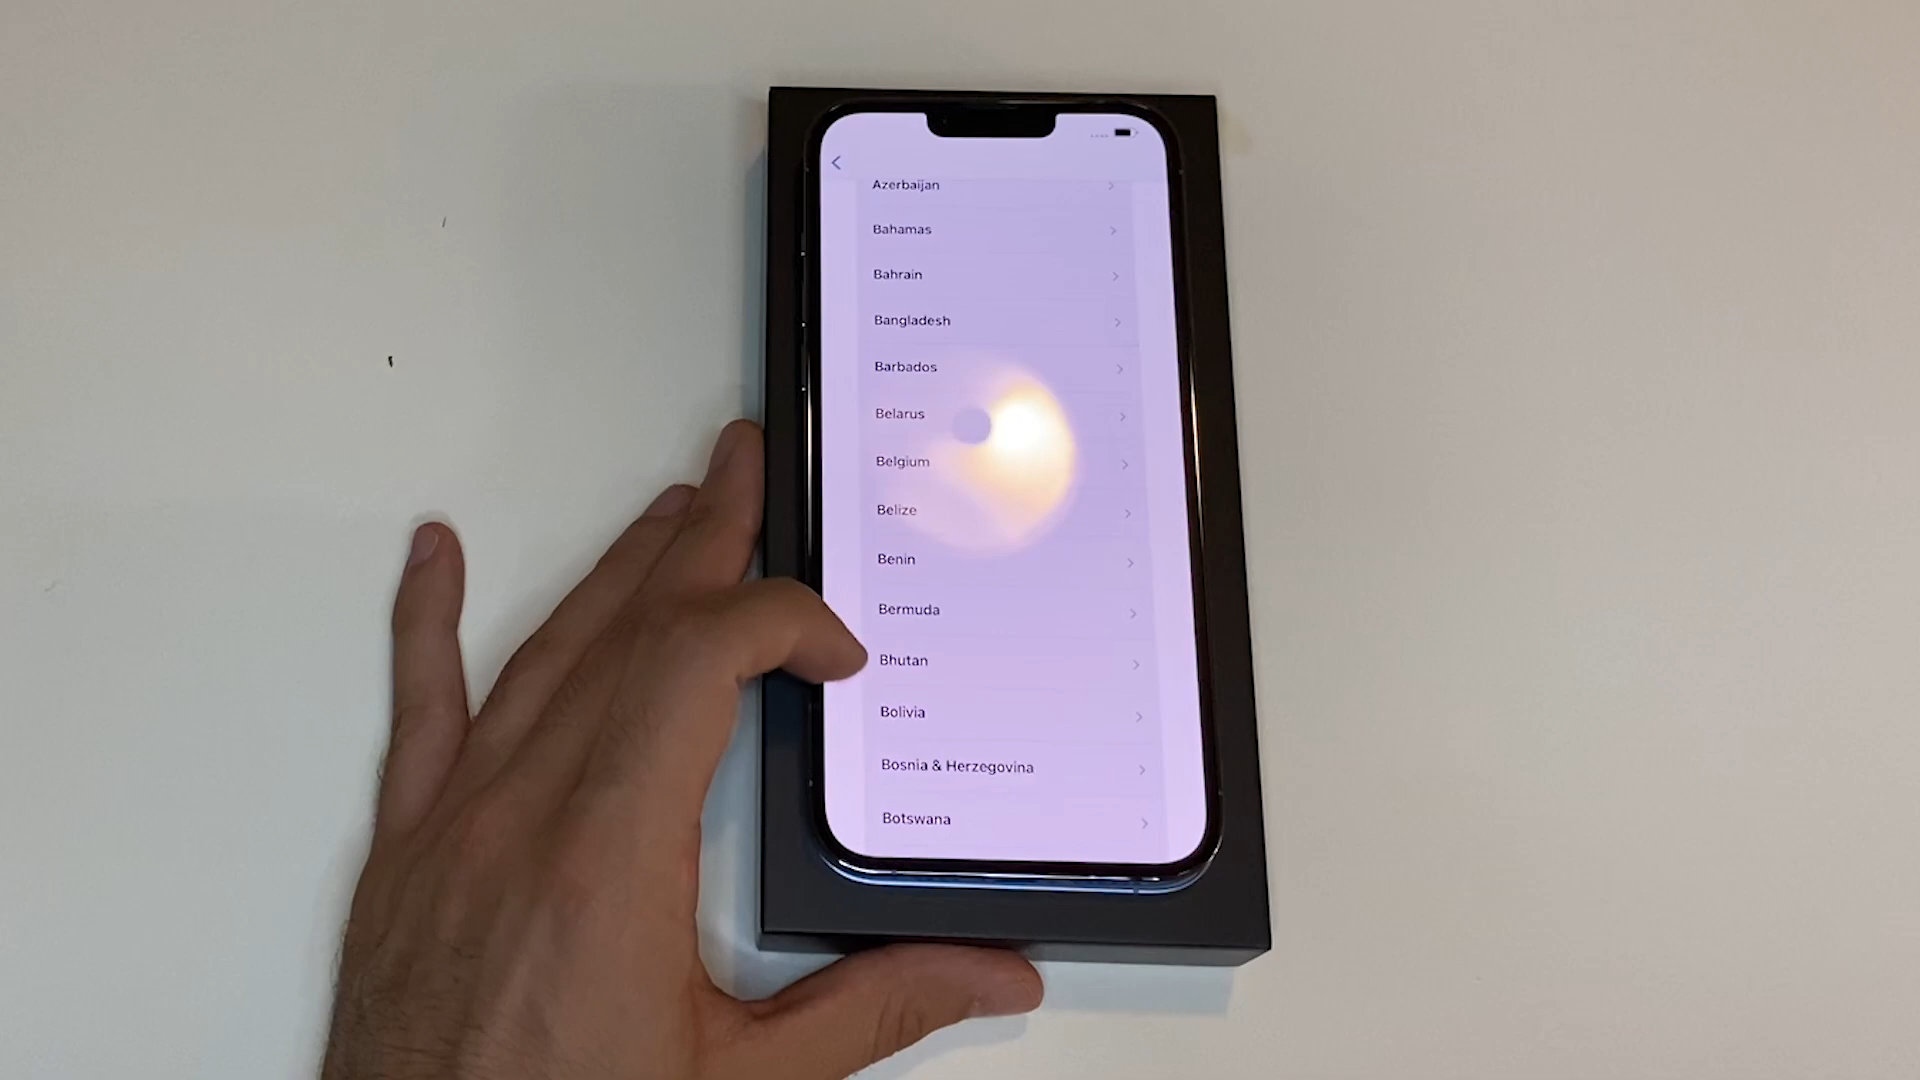 Azerbaijan
Bahamas
Bahrain
Bangladesh
Barbados
Belarus
Belgium
Belize
Benin
Bermuda
Bhutan
Bolivia
Bosnia & Herzegovina
Botswana